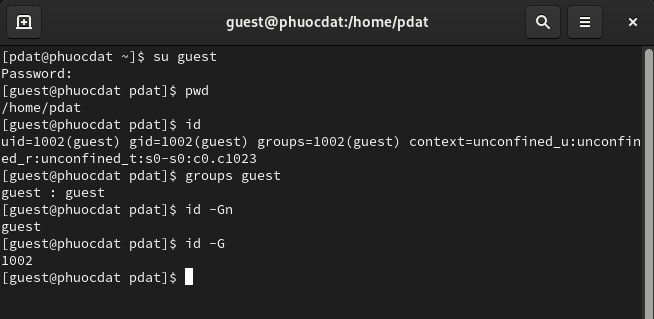 guest@phuocdat:/home/pdat
[pdat@phuocdat ~]$ su guest
Password:
[guest@phuocdat pdat]$ pwd
/home/pdat
[guest@phuocdat pdat]$ id
uid=1002(guest) gid=1002(guest) groups=1002(guest) context=unconfined_u:unconfin
ed_r:unconfined_t:s0-s0:c0.c1023
[guest@phuocdat pdat]$ groups guest
guest : guest
[guest@phuocdat pdat]$ id -Gn
guest
[guest@phuocdat pdat]$ id -G
1002
[guest@phuocdat pdat]$